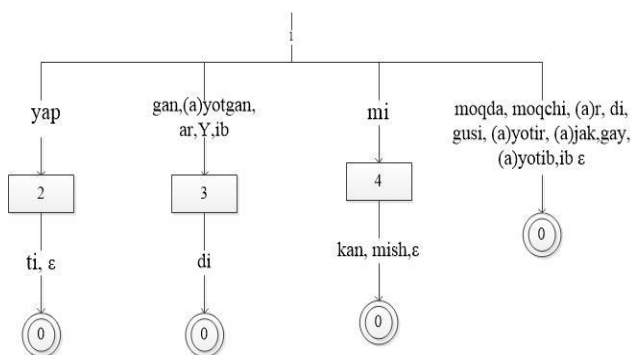 i
yap
gan,(a)yotgan,
ar,Y,ib
mi
moqda, moqchi, (a)r, di,
gusi, (a)yotir, (a)jak,gay,
(a)yotib,ib ε
2
3
4
0
ti, ε
di
kan, mish,ε
0
0
0